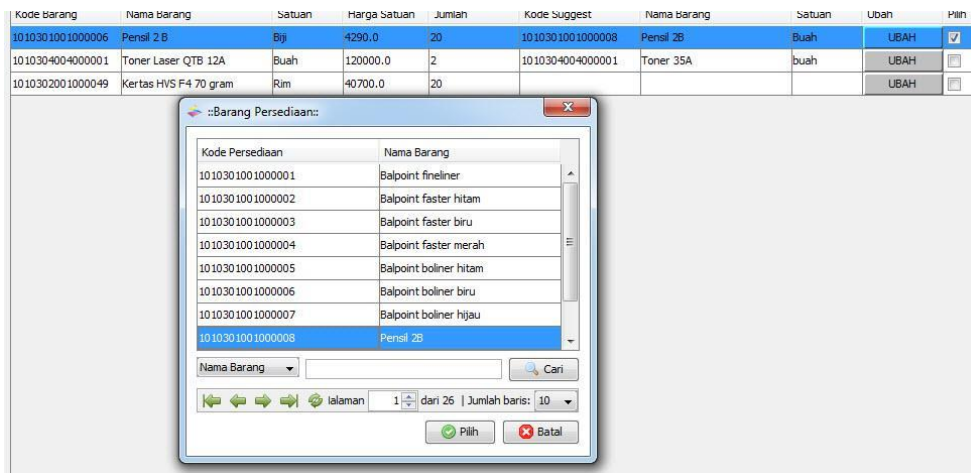 Kode Barang Nama Barang Satuan Harga Satuan Jumlah Kode Suggest Nama Barang Satuan Ubah Pilih
1010301001000006 Pensil 2 B Biji 4290.0 20 1010301001000008 Pensil 2B Buah UBAH
1010304004000001 Toner Laser QTB 12A Buah 120000.0 2 1010304004000001 Toner 35A buah UBAH
1010302001000049 Kertas HVS F4 70 gram Rim 40700.0 20 UBAH
::Barang Persediaan::
Kode Persediaan Nama Barang
1010301001000001 Balpoint fineliner
1010301001000002 Balpoint faster hitam
1010301001000003 Balpoint faster biru
1010301001000004 Balpoint faster merah
1010301001000005 Balpoint boliner hitam
1010301001000006 Balpoint boliner biru
1010301001000007 Balpoint boliner hijau
1010301001000008 Pensil 2B
Nama Barang Cari
lalaman 1 dari 26 | Jumlah baris: 10
Pilih Batal